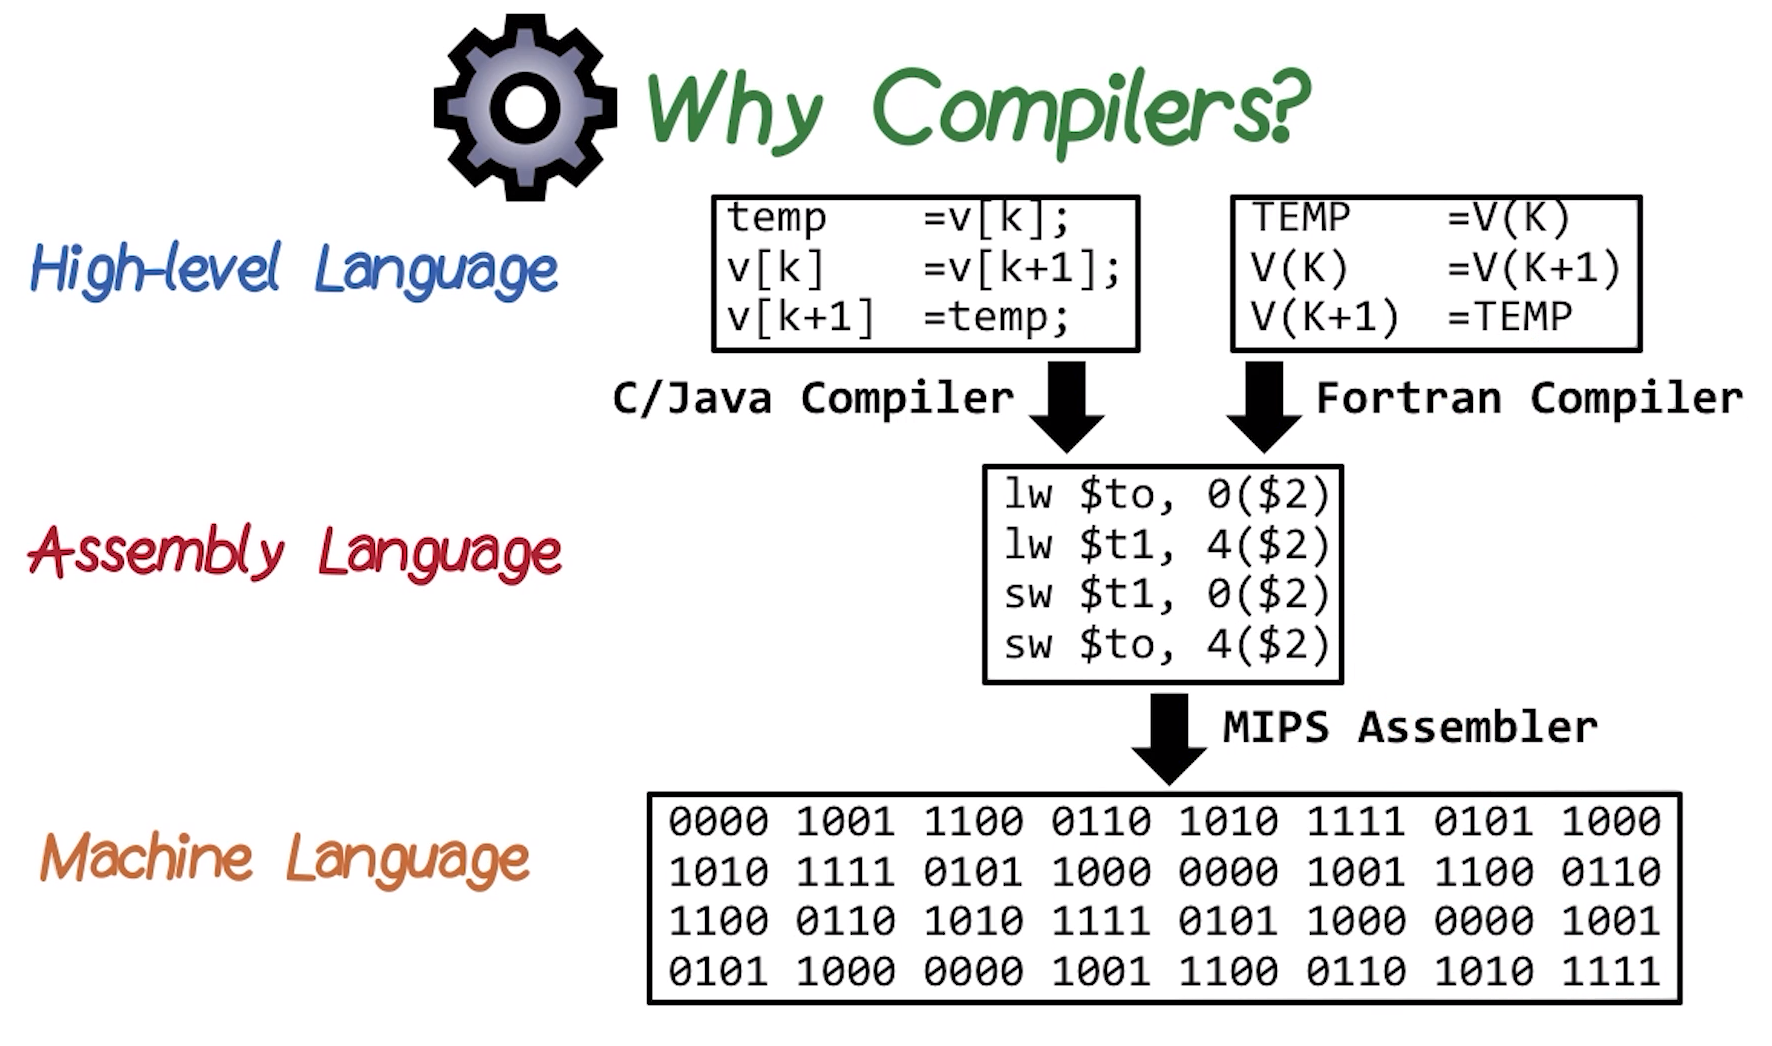 Why Compilers?
High-level Language
temp =v[k];
v[k] =v[k+1];
v[k+1] =temp;
TEMP =V(K)
V(K) =V(K+1)
V(K+1) =TEMP
C/Java Compiler
Fortran Compiler
Assembly Language
lw $to, 0($2)
lw $t1, 4($2)
sw $t1, 0($2)
sw $to, 4($2)
MIPS Assembler
Machine Language
0000 1001 1100 0110 1010 1111 0101 1000
1010 1111 0101 1000 0000 1001 1100 0110
1100 0110 1010 1111 0101 1000 0000 1001
0101 1000 0000 1001 1100 0110 1010 1111